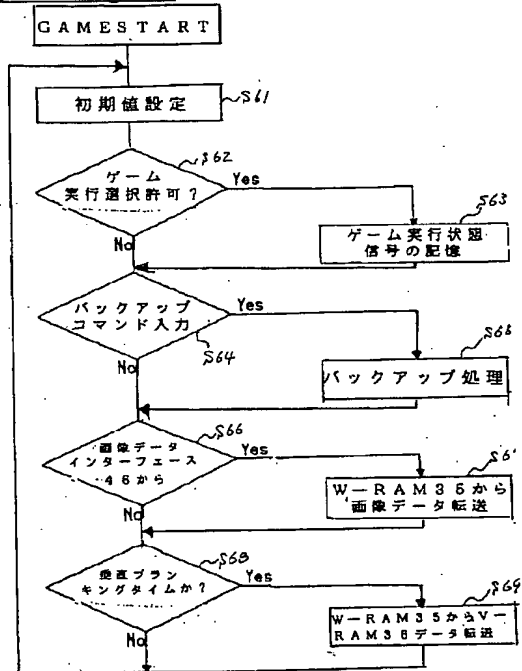 GAMESTART
初期値設定
S61
S62
ゲーム
実行選択許可？
Yes
S63
ゲーム実行状態
信号の記憶
No
バックアップ
コマンド入力
Yes
S64
バックアップ処理
No
S66
画像データ
インターフェース
46から
Yes
W－RAM35から
画像データ転送
No
S68
垂直ブラン
キングタイムか？
Yes
S69
W－RAM35からV－
RAM36データ転送
No